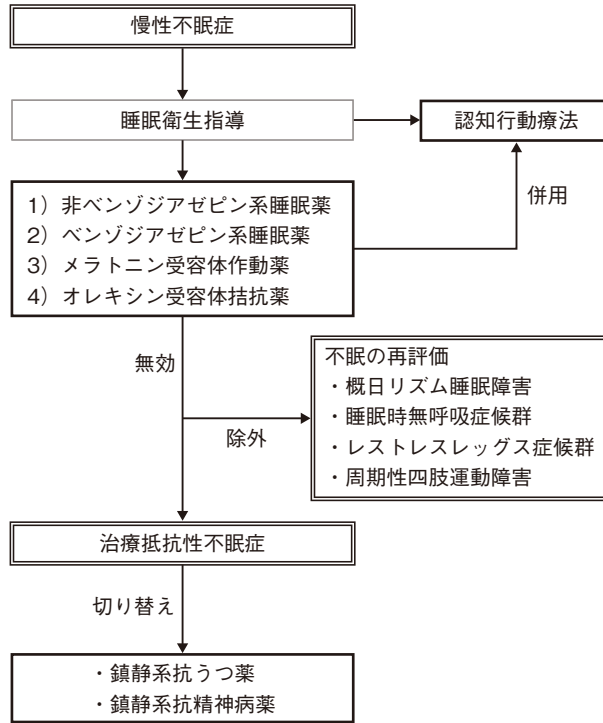 慢性不眠症
睡眠衛生指導
認知行動療法
1）非ベンゾジアゼピン系睡眠薬
2）ベンゾジアゼピン系睡眠薬
3）メラトニン受容体作動薬
4）オレキシン受容体拮抗薬
併用
無効
除外
不眠の再評価
・概日リズム睡眠障害
・睡眠時無呼吸症候群
・レストレスレッグス症候群
・周期性四肢運動障害
治療抵抗性不眠症
切り替え
・鎮静系抗うつ薬
・鎮静系抗精神病薬